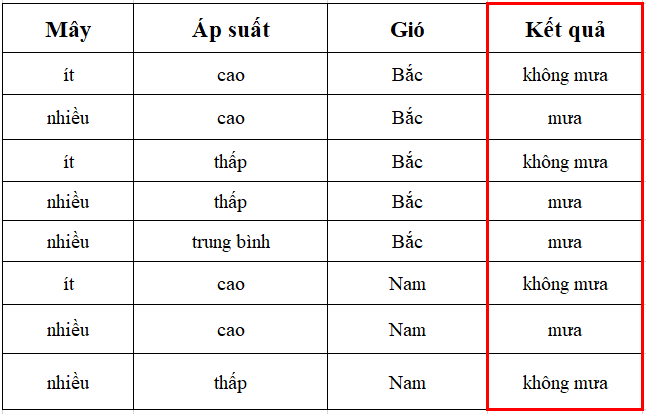 Mây Áp suất Gió Kết quả
ít cao Bắc không mưa
nhiều cao Bắc mưa
ít thấp Bắc không mưa
nhiều thấp Bắc mưa
nhiều trung bình Bắc mưa
ít cao Nam không mưa
nhiều cao Nam mưa
nhiều thấp Nam không mưa